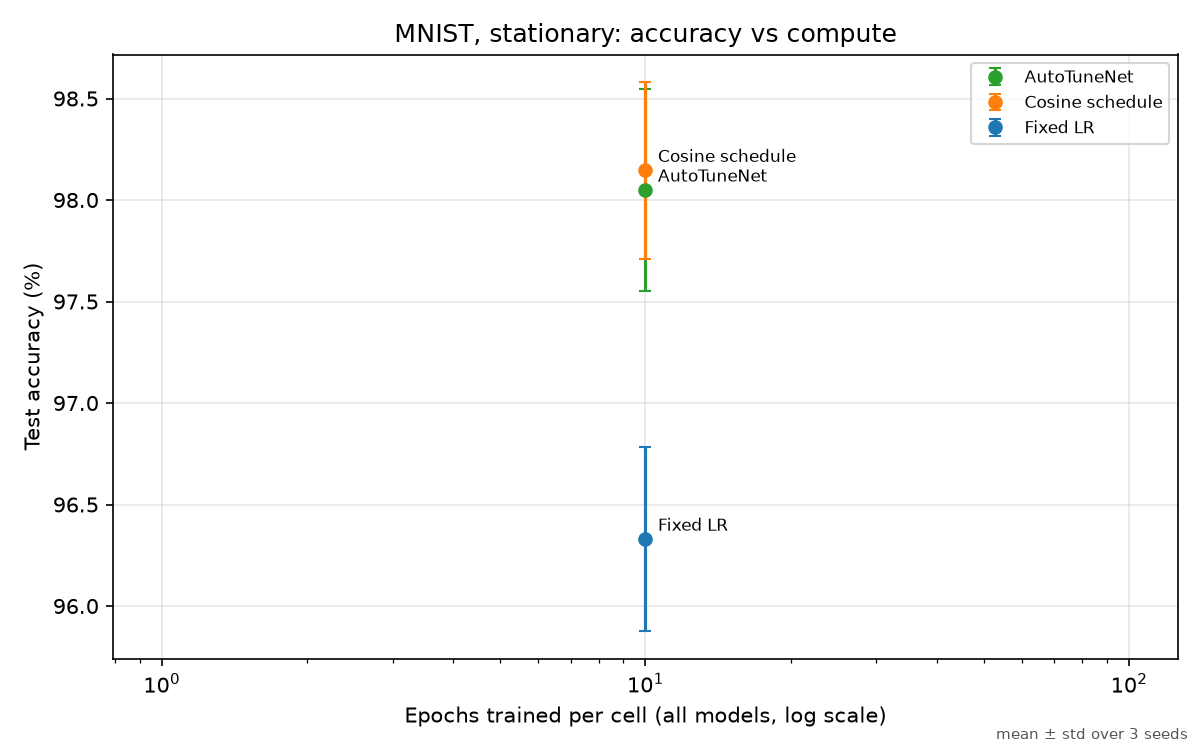 MNIST, stationary: accuracy vs compute
AutoTuneNet
Cosine schedule
Fixed LR
98.5
98.0
97.5
97.0
96.5
96.0
Test accuracy (%)
Cosine schedule
AutoTuneNet
Fixed LR
10⁰
10¹
10²
Epochs trained per cell (all models, log scale)
mean ± std over 3 seeds